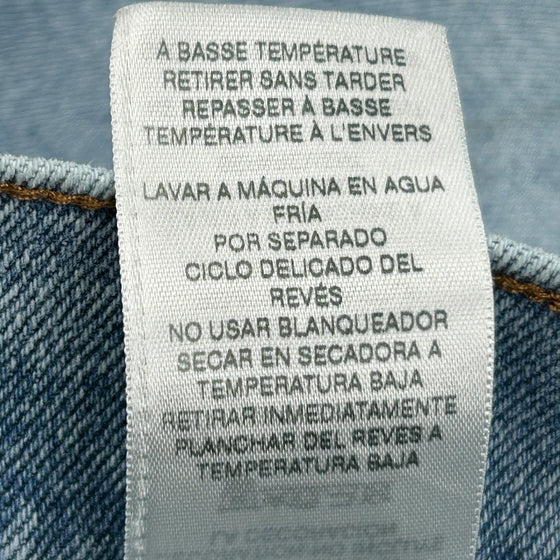 À BASSE TEMPÉRATURE
RETIRER SANS TARDER
REPASSER À BASSE
TEMPÉRATURE À L'ENVERS
LAVAR A MÁQUINA EN AGUA
FRÍA
POR SEPARADO
CICLO DELICADO DEL
REVÉS
NO USAR BLANQUEADOR
SECAR EN SECADORA A
TEMPERATURA BAJA
RETIRAR INMEDIATAMENTE
PLANCHAR DEL REVES A
TEMPERATURA BAJA